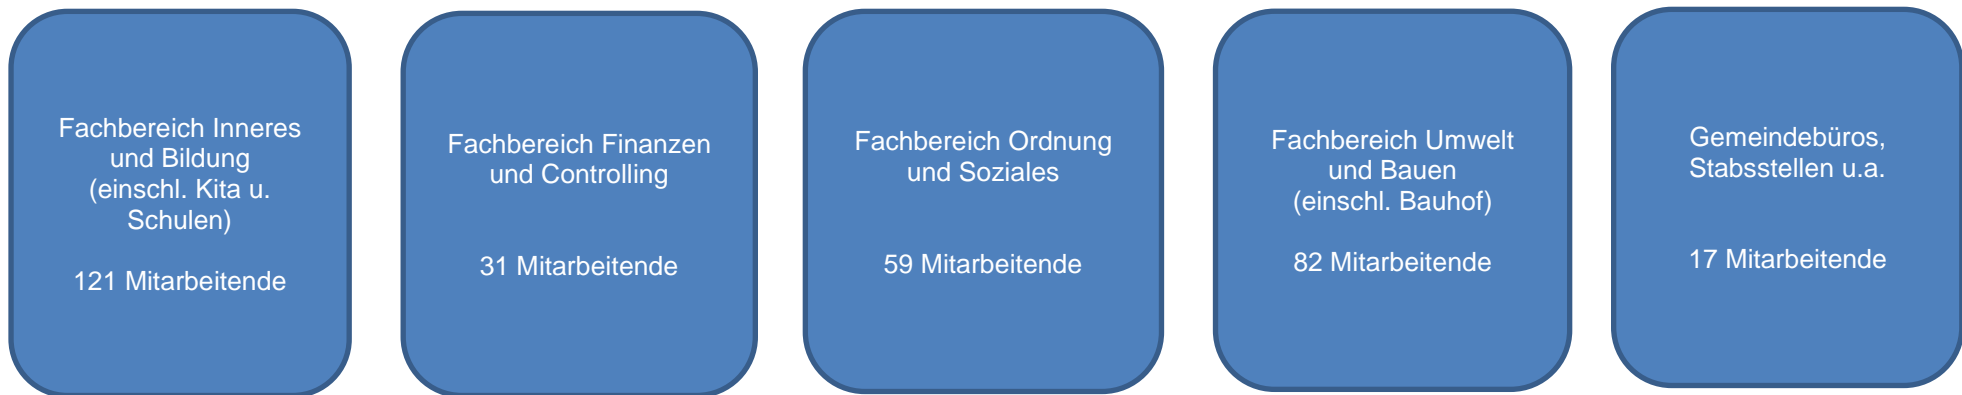 Fachbereich Inneres
und Bildung
(einschl. Kita u.
Schulen)
121 Mitarbeitende
Fachbereich Finanzen
und Controlling
31 Mitarbeitende
Fachbereich Ordnung
und Soziales
59 Mitarbeitende
Fachbereich Umwelt
und Bauen
(einschl. Bauhof)
82 Mitarbeitende
Gemeindebüros,
Stabsstellen u.a.
17 Mitarbeitende